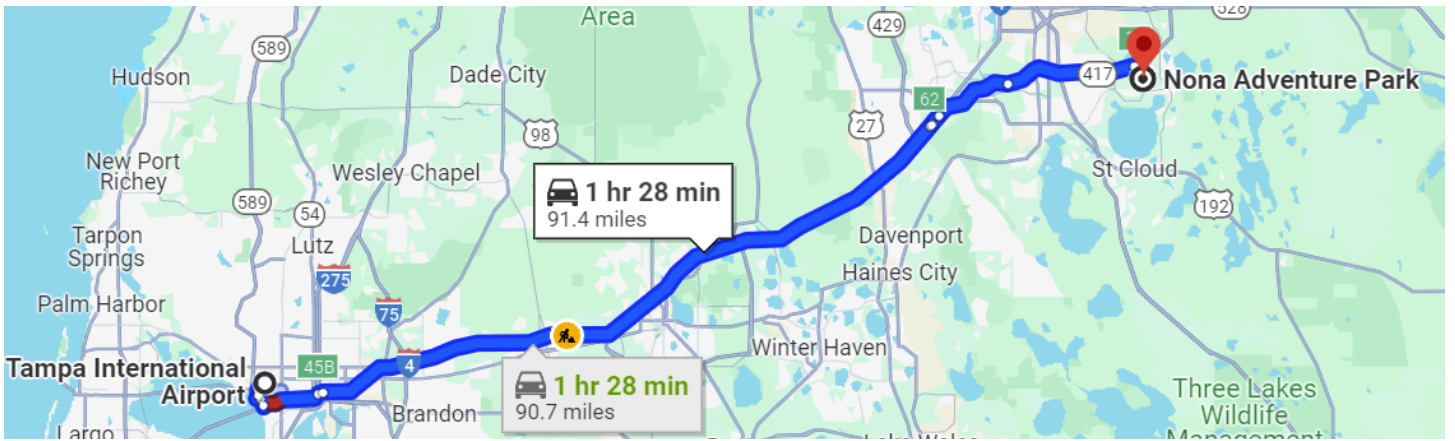 Area
528
429
589
Hudson
Dade City
417
Nona Adventure Park
62
98
27
New Port
Richey
Wesley Chapel
St Cloud
1 hr 28 min
91.4 miles
589
54
192
Tarpon
Springs
Lutz
Davenport
275
Haines City
Palm Harbor
75
Winter Haven
Tampa International
Airport
45B
4
1 hr 28 min
90.7 miles
Three Lakes
Wildlife
Management
Brandon
Largo
Lake Wales